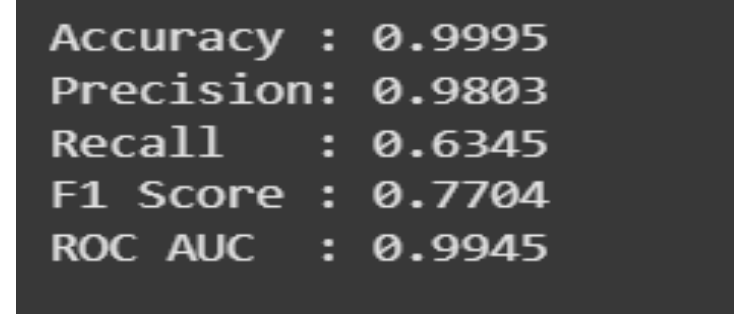 Accuracy : 0.9995
Precision: 0.9803
Recall   : 0.6345
F1 Score : 0.7704
ROC AUC  : 0.9945